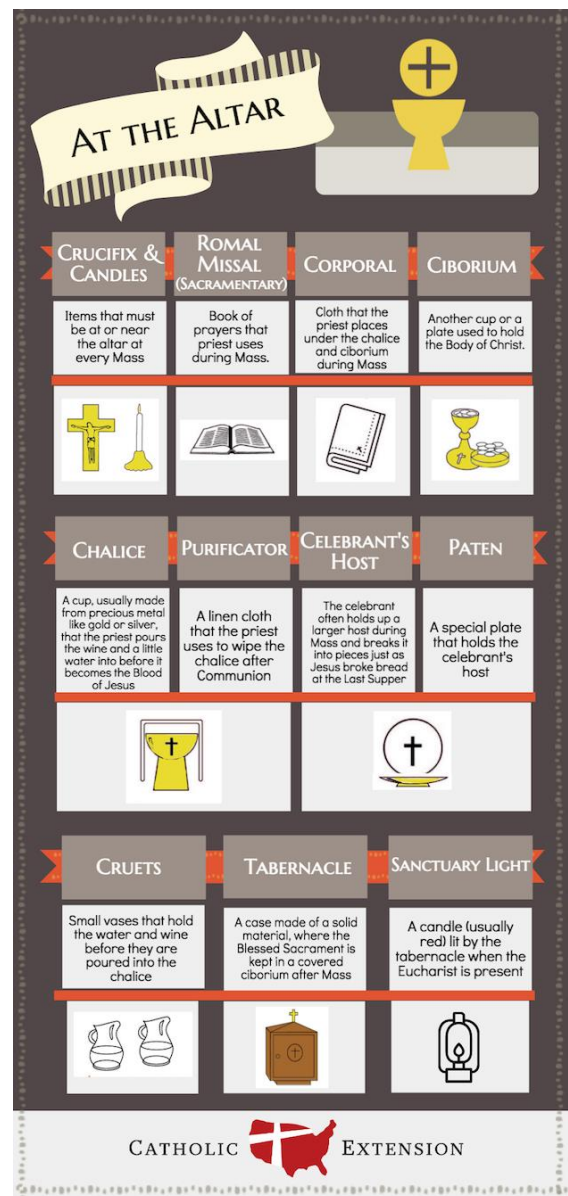 At the Altar
Crucifix &
Candles
Romal
Missal
(Sacramentary)
Corporal
Ciborium
Items that must
be at or near
the altar at
every Mass
Book of
prayers that
priest uses
during Mass.
Cloth that the
priest places
under the chalice
and ciborium
during Mass
Another cup or a
plate used to hold
the Body of Christ.
Chalice
Purificator
Celebrant's
Host
Paten
A cup, usually made
from precious metal
like gold or silver,
that the priest pours
the wine and a little
water into before it
becomes the Blood
of Jesus
A linen cloth
that the priest
uses to wipe the
chalice after
Communion
The celebrant
often holds up a
larger host during
Mass and breaks it
into pieces just as
Jesus broke bread
at the Last Supper
A special plate
that holds the
celebrant's
host
Cruets
Tabernacle
Sanctuary Light
Small vases that hold
the water and wine
before they are
poured into the
chalice
A case made of a solid
material, where the
Blessed Sacrament is
kept in a covered
ciborium after Mass
A candle (usually
red) lit by the
tabernacle when the
Eucharist is present
Catholic Extension